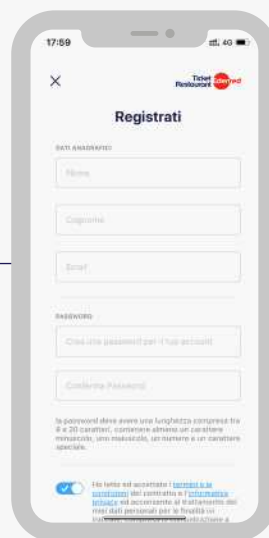 17:59
4G
Ticket
Restaurant Edenred
Registrati
DATI ANAGRAFICI
Nome
Cognome
Email
PASSWORD
Crea una password per il tuo account
Conferma Password
la password deve avere una lunghezza compresa tra
8 e 20 caratteri, contenere almeno un carattere
minuscolo, uno maiuscolo, un numero e un carattere
speciale.
Ho letto ed accettato i termini e le
condizioni del contratto e l'informativa
privacy ed acconsento al trattamento dei
miei dati personali per le finalità ivi